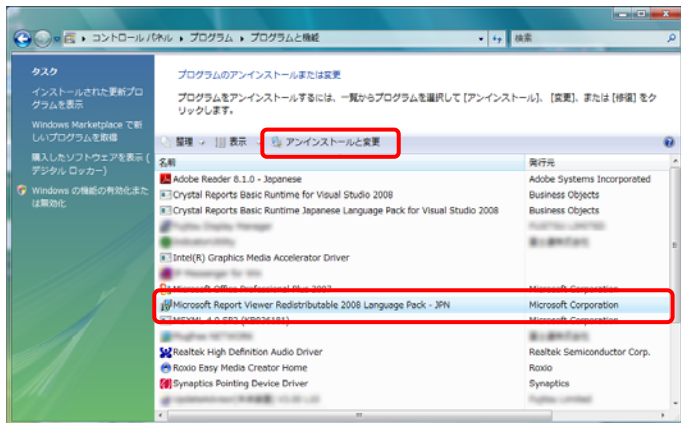 コントロール パネル ▸ プログラム ▸ プログラムと機能
検索
タスク
インストールされた更新プロ
グラムを表示
Windows Marketplace で新
しいプログラムを取得
購入したソフトウェアを表示 (
デジタル ロッカー)
Windows の機能の有効化また
は無効化
プログラムのアンインストールまたは変更
プログラムをアンインストールするには、一覧からプログラムを選択して [アンインストール]、[変更]、または [修復] をク
リックします。
整理 表示 アンインストールと変更
名前 発行元
Adobe Reader 8.1.0 - Japanese Adobe Systems Incorporated
Crystal Reports Basic Runtime for Visual Studio 2008 Business Objects
Crystal Reports Basic Runtime Japanese Language Pack for Visual Studio 2008 Business Objects
Intel(R) Graphics Media Accelerator Driver
Microsoft Office Professional Plus 2007 Microsoft Corporation
Microsoft Report Viewer Redistributable 2008 Language Pack - JPN Microsoft Corporation
MSXML 4.0 SP2 (KB936181) Microsoft Corporation
Realtek High Definition Audio Driver Realtek Semiconductor Corp.
Roxio Easy Media Creator Home Roxio
Synaptics Pointing Device Driver Synaptics